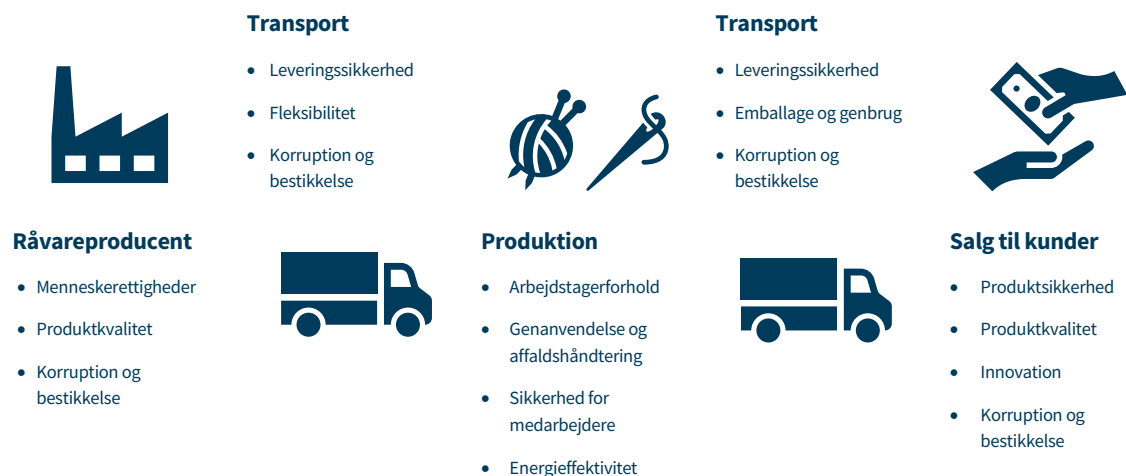 Råvareproducent
• Menneskerettigheder
• Produktkvalitet
• Korruption og
bestikkelse
Transport
• Leveringssikkerhed
• Fleksibilitet
• Korruption og
bestikkelse
Produktion
• Arbejdstagerforhold
• Genanvendelse og
affaldshåndtering
• Sikkerhed for
medarbejdere
• Energieffektivitet
Transport
• Leveringssikkerhed
• Emballage og genbrug
• Korruption og
bestikkelse
Salg til kunder
• Produktsikkerhed
• Produktkvalitet
• Innovation
• Korruption og
bestikkelse